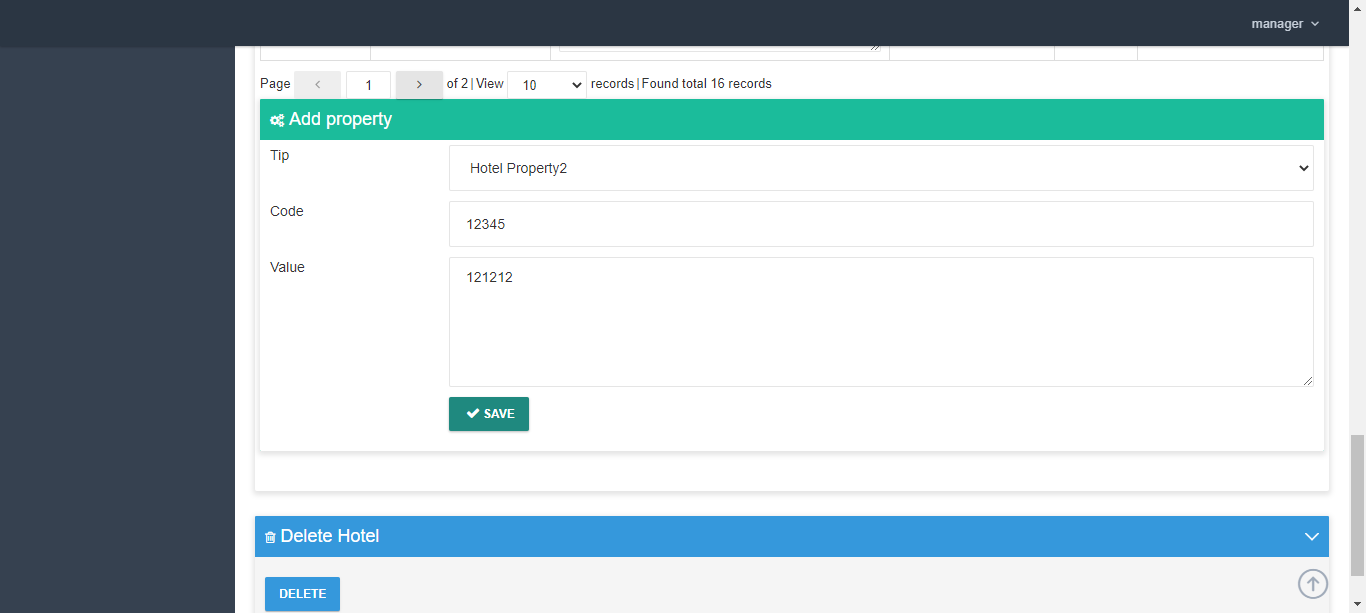 manager
Page 1 of 2 | View 10 records | Found total 16 records
Add property
Tip
Hotel Property2
Code
12345
Value
121212
SAVE
Delete Hotel
DELETE